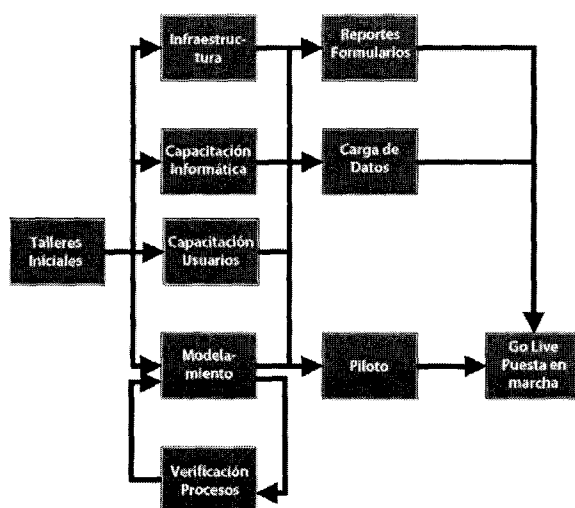 Infraestruc-
tura
Reportes
Formularios
Capacitación
Informática
Carga de
Datos
Talleres
Iniciales
Capacitación
Usuarios
Modela-
miento
Piloto
Go Live
Puesta en
marcha
Verificación
Procesos